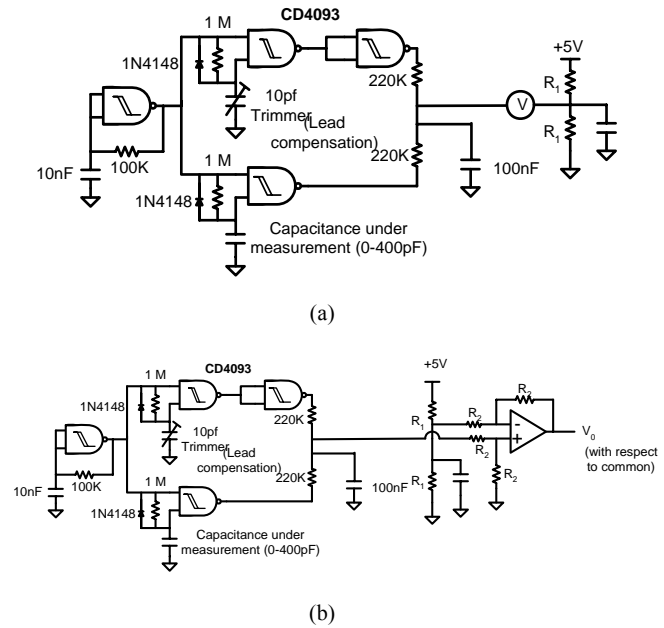 CD4093
1 M
1N4148
+5V
R1
220K
10pf
Trimmer
(Lead
compensation)
V
R1
100K
10nF
1 M
220K
1N4148
100nF
Capacitance under
measurement (0-400pF)
(a)
CD4093
1 M
+5V
1N4148
220K
R2
R1
R2
-
10pf
Trimmer
(Lead
compensation)
+
V0
R2
(with respect
to common)
100K
10nF
1 M
220K
R1
R2
1N4148
100nF
Capacitance under
measurement (0-400pF)
(b)